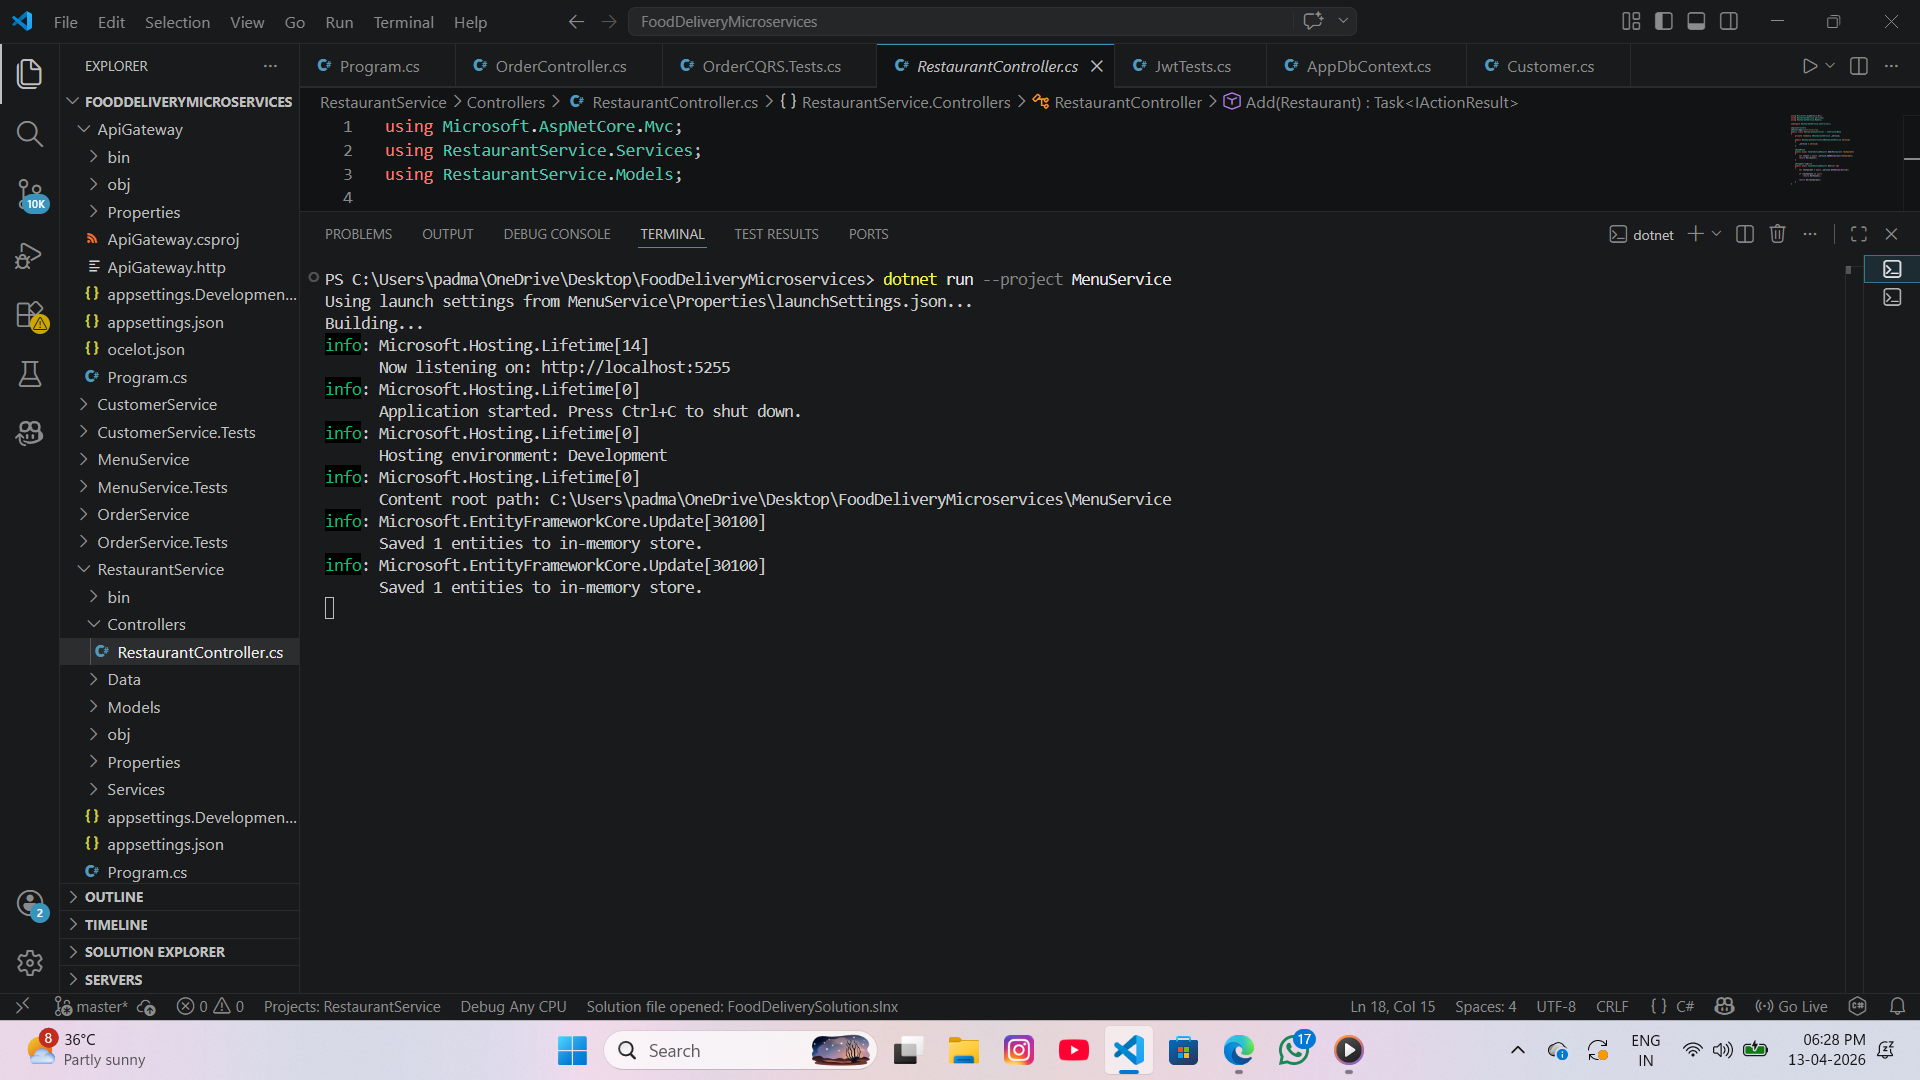 File Edit Selection View Go Run Terminal Help
FoodDeliveryMicroservices
EXPLORER
FOODDELIVERYMICROSERVICES
ApiGateway
bin
obj
Properties
ApiGateway.csproj
ApiGateway.http
appsettings.Developmen...
appsettings.json
ocelot.json
Program.cs
CustomerService
CustomerService.Tests
MenuService
MenuService.Tests
OrderService
OrderService.Tests
RestaurantService
bin
Controllers
RestaurantController.cs
Data
Models
obj
Properties
Services
appsettings.Developmen...
appsettings.json
Program.cs
OUTLINE
TIMELINE
SOLUTION EXPLORER
SERVERS
10K
2
Program.cs OrderController.cs OrderCQRS.Tests.cs RestaurantController.cs JwtTests.cs AppDbContext.cs Customer.cs
RestaurantService > Controllers > RestaurantController.cs > {} RestaurantService.Controllers > RestaurantController > Add(Restaurant) : Task<IActionResult>
1 using Microsoft.AspNetCore.Mvc;
2 using RestaurantService.Services;
3 using RestaurantService.Models;
4
PROBLEMS OUTPUT DEBUG CONSOLE TERMINAL TEST RESULTS PORTS
dotnet
PS C:\Users\padma\OneDrive\Desktop\FoodDeliveryMicroservices> dotnet run --project MenuService
Using launch settings from MenuService\Properties\launchSettings.json...
Building...
info: Microsoft.Hosting.Lifetime[14]
Now listening on: http://localhost:5255
info: Microsoft.Hosting.Lifetime[0]
Application started. Press Ctrl+C to shut down.
info: Microsoft.Hosting.Lifetime[0]
Hosting environment: Development
info: Microsoft.Hosting.Lifetime[0]
Content root path: C:\Users\padma\OneDrive\Desktop\FoodDeliveryMicroservices\MenuService
info: Microsoft.EntityFrameworkCore.Update[30100]
Saved 1 entities to in-memory store.
info: Microsoft.EntityFrameworkCore.Update[30100]
Saved 1 entities to in-memory store.
master* 0 0 Projects: RestaurantService Debug Any CPU Solution file opened: FoodDeliverySolution.slnx
Ln 18, Col 15 Spaces: 4 UTF-8 CRLF {} C# Go Live
8
36°C
Partly sunny
Search
17
ENG
IN
06:28 PM
13-04-2026